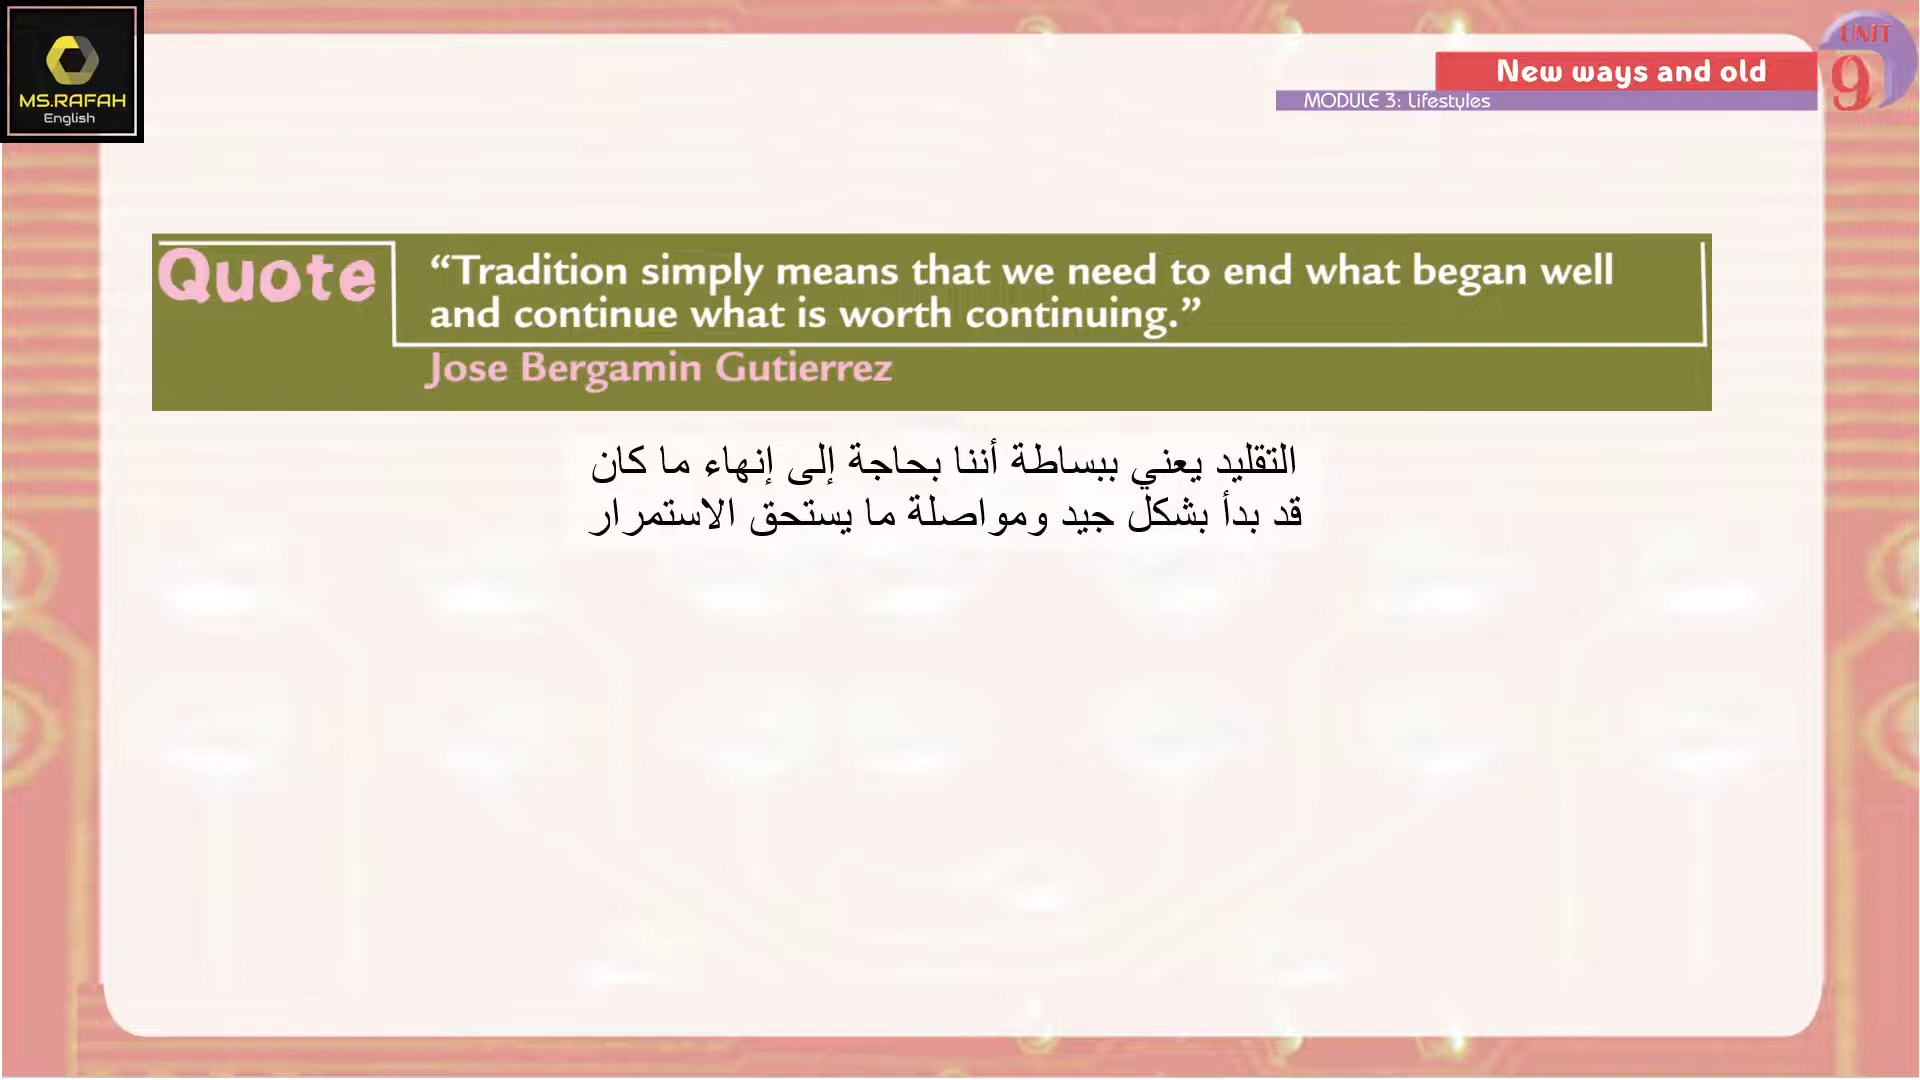 MS.RAFAH
English
UNIT
9
New ways and old
MODULE 3: Lifestyles
Quote
“Tradition simply means that we need to end what began well
and continue what is worth continuing.”
Jose Bergamin Gutierrez
التقليد يعني ببساطة أننا بحاجة إلى إنهاء ما كان
قد بدأ بشكل جيد ومواصلة ما يستحق الاستمرار